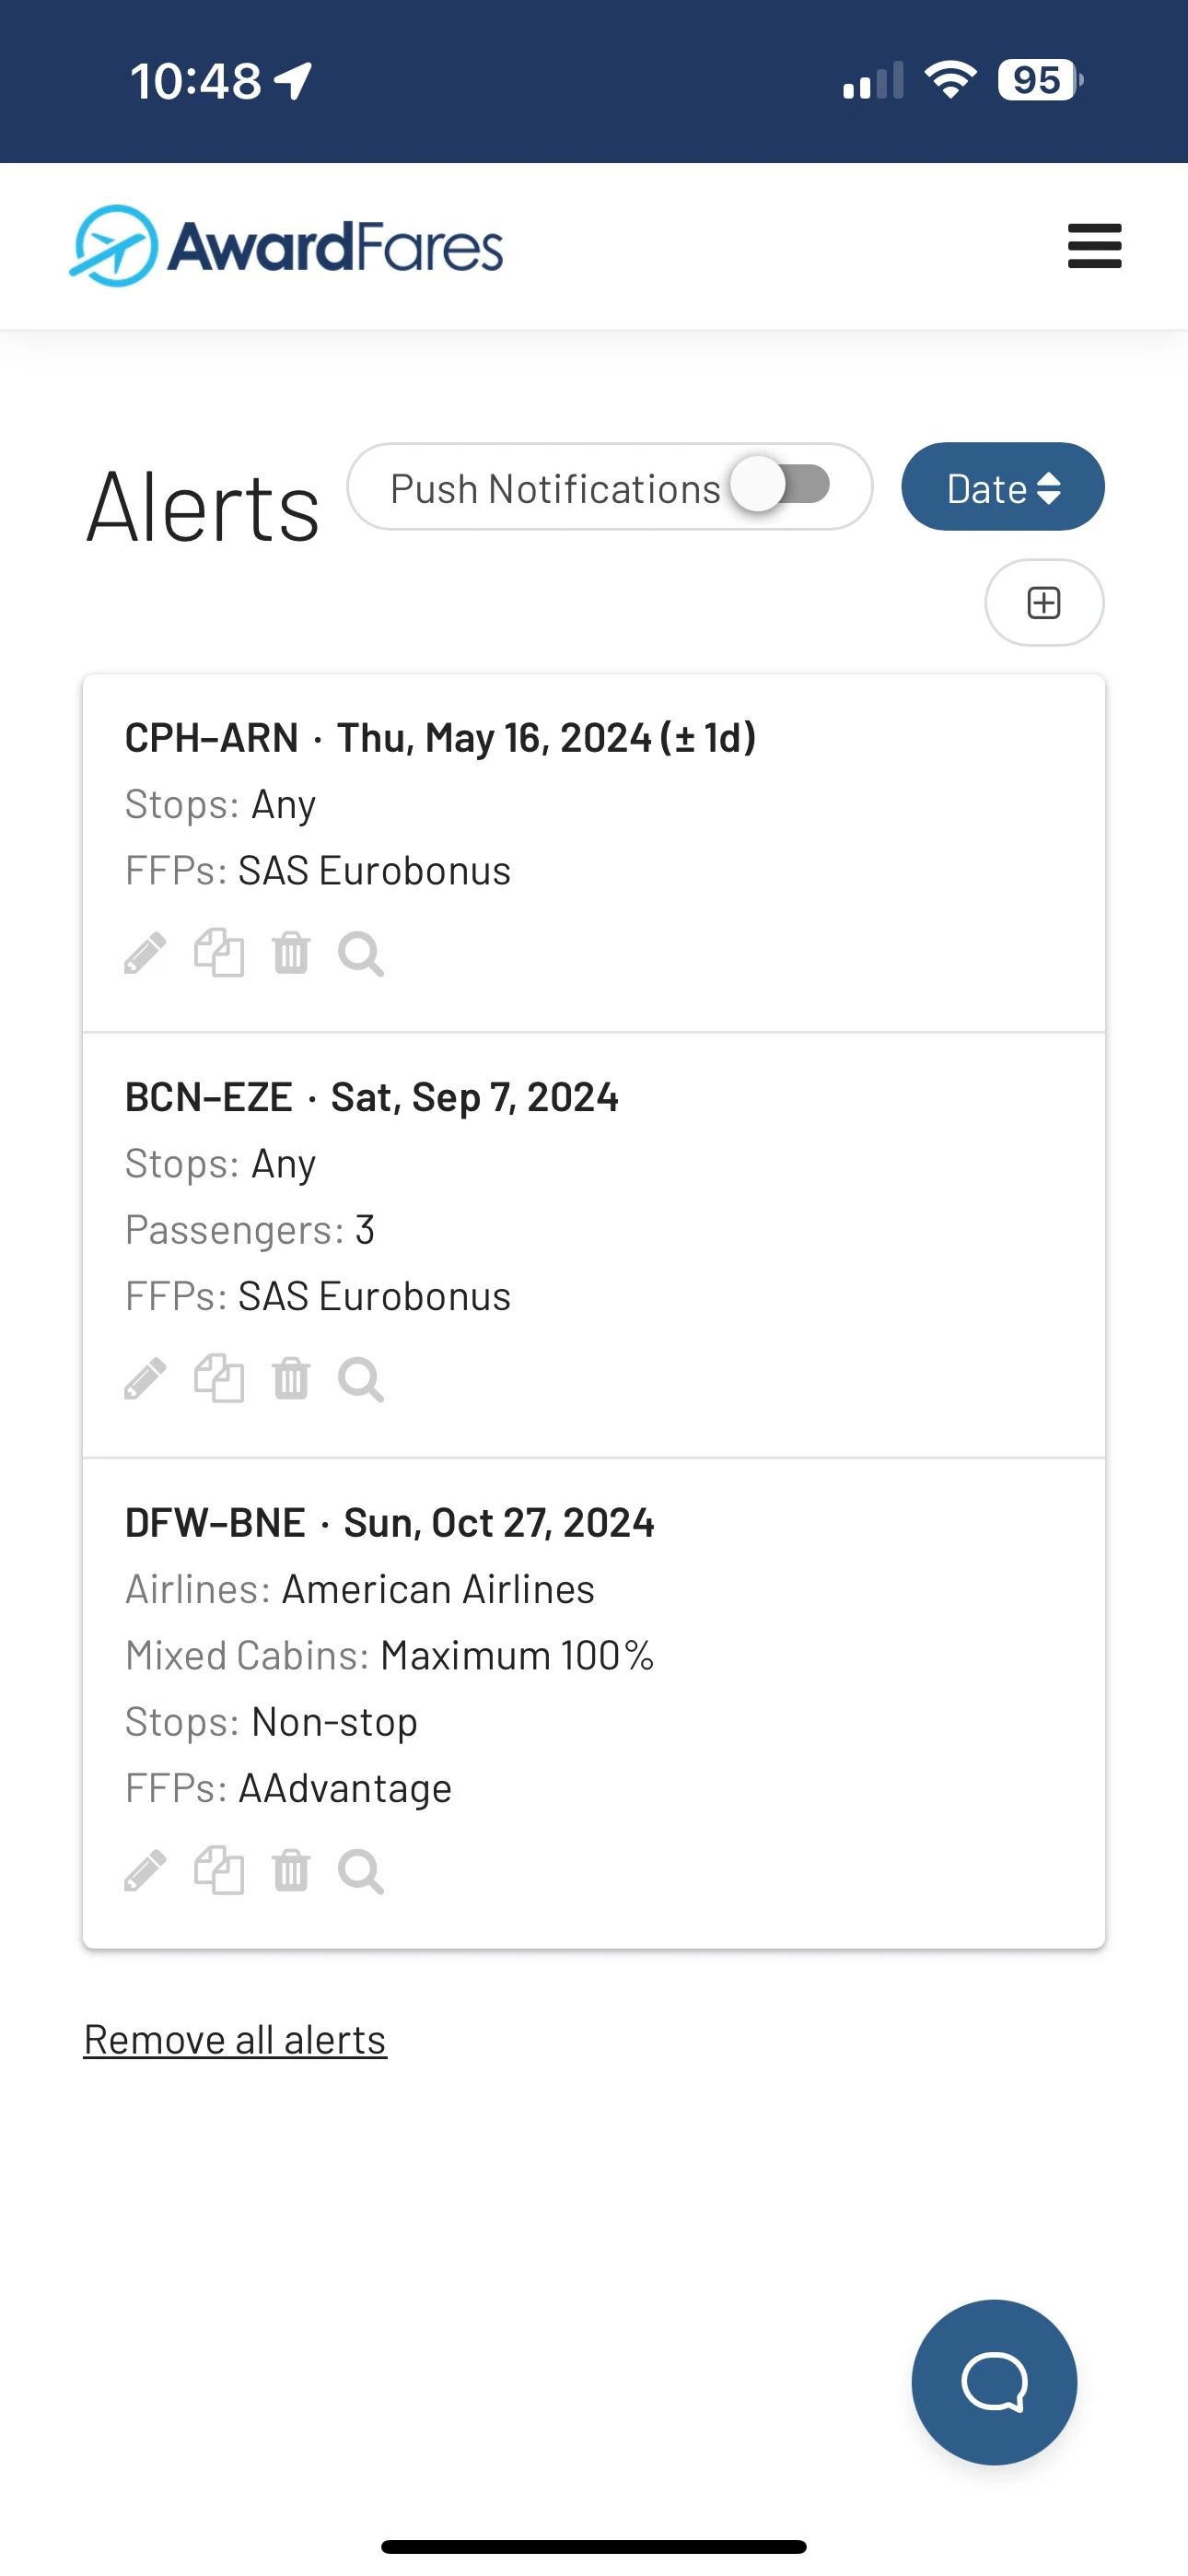 10:48
95
AwardFares
Alerts
Push Notifications
Date
CPH–ARN · Thu, May 16, 2024 (± 1d)
Stops: Any
FFPs: SAS Eurobonus
BCN–EZE · Sat, Sep 7, 2024
Stops: Any
Passengers: 3
FFPs: SAS Eurobonus
DFW–BNE · Sun, Oct 27, 2024
Airlines: American Airlines
Mixed Cabins: Maximum 100%
Stops: Non-stop
FFPs: AAdvantage
Remove all alerts